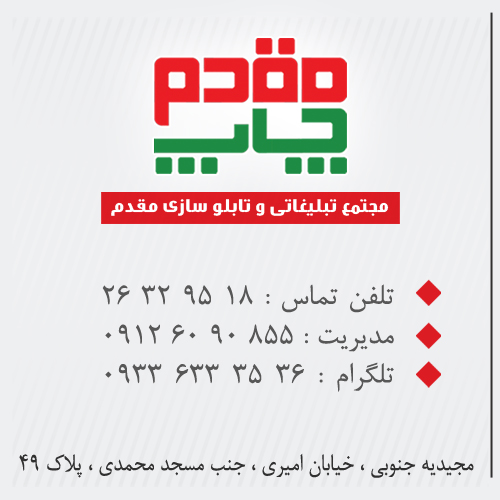 مقدم
چاپ
مجتمع تبلیغاتی و تابلو سازی مقدم
تلفن تماس : ۱۸ ۹۵ ۳۲ ۲۶
مدیریت : ۸۵۵ ۹۰ ۶۰ ۰۹۱۲
تلگرام : ۳۶ ۳۵ ۶۳۳ ۰۹۳۳
مجیدیه جنوبی ، خیابان امیری ، جنب مسجد محمدی ، پلاک ۴۹